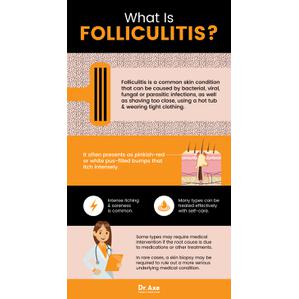 What Is
FOLLICULITIS?
Folliculitis is a common skin condition
that can be caused by bacterial, viral,
fungal or parasitic infections, as well
as shaving too close, using a hot tub
& wearing tight clothing.
It often presents as pinkish-red
or white pus-filled bumps that
itch intensely.
Intense itching
& soreness
is common.
Many types can be
treated effectively
with self-care.
Some types may require medical
intervention if the root cause is due
to medications or other treatments.
In rare cases, a skin biopsy may be
required to rule out a more serious
underlying medical condition.
Dr. Axe